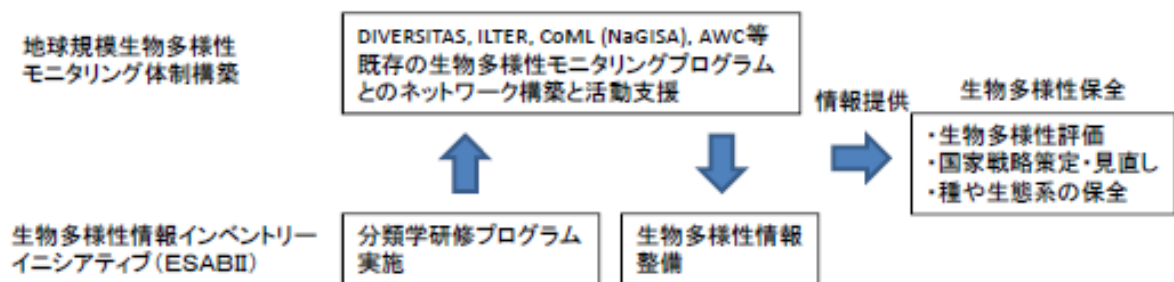 地球規模生物多様性
モニタリング体制構築
DIVERSITAS, ILTER, CoML (NaGISA), AWC等
既存の生物多様性モニタリングプログラム
とのネットワーク構築と活動支援
情報提供
生物多様性保全
・生物多様性評価
・国家戦略策定・見直し
・種や生態系の保全
生物多様性情報インベントリー
イニシアティブ（ESABII）
分類学研修プログラム
実施
生物多様性情報
整備